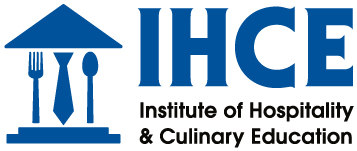 IHCE
Institute of Hospitality
& Culinary Education